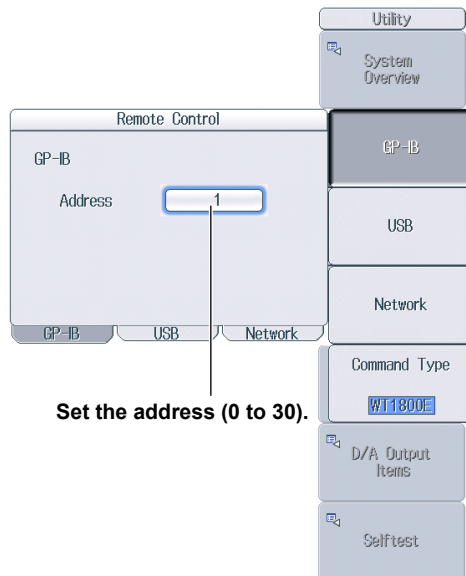 Utility
System
Overview
Remote Control
GP-IB
GP-IB
Address
1
USB
Network
GP-IB
USB
Network
Command Type
WT1800E
Set the address (0 to 30).
D/A Output
Items
Selftest